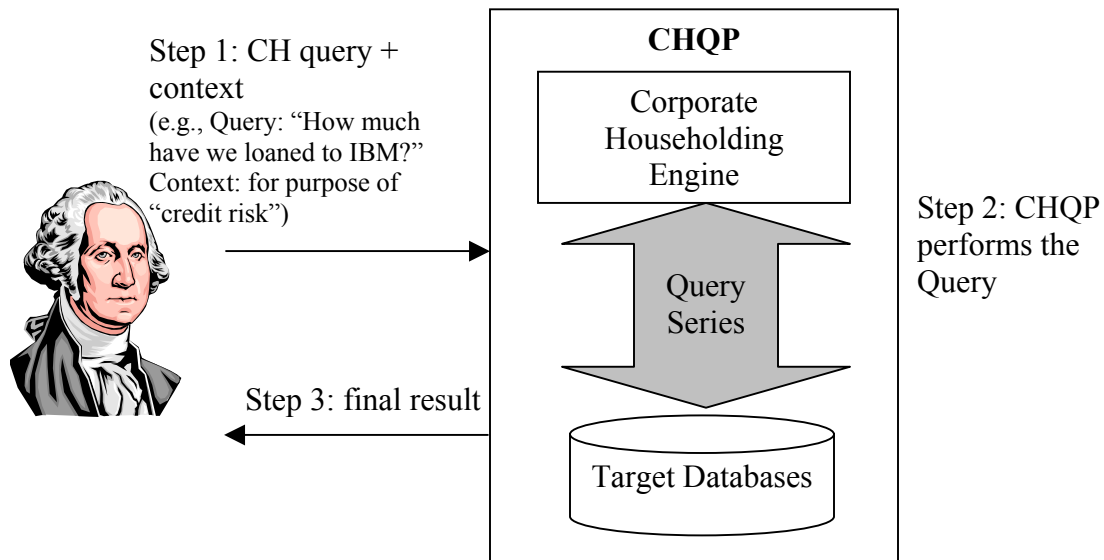 Step 1: CH query +
context
(e.g., Query: “How much
have we loaned to IBM?”
Context: for purpose of
“credit risk”)
CHQP
Corporate
Householding
Engine
Query
Series
Step 2: CHQP
performs the
Query
Step 3: final result
Target Databases